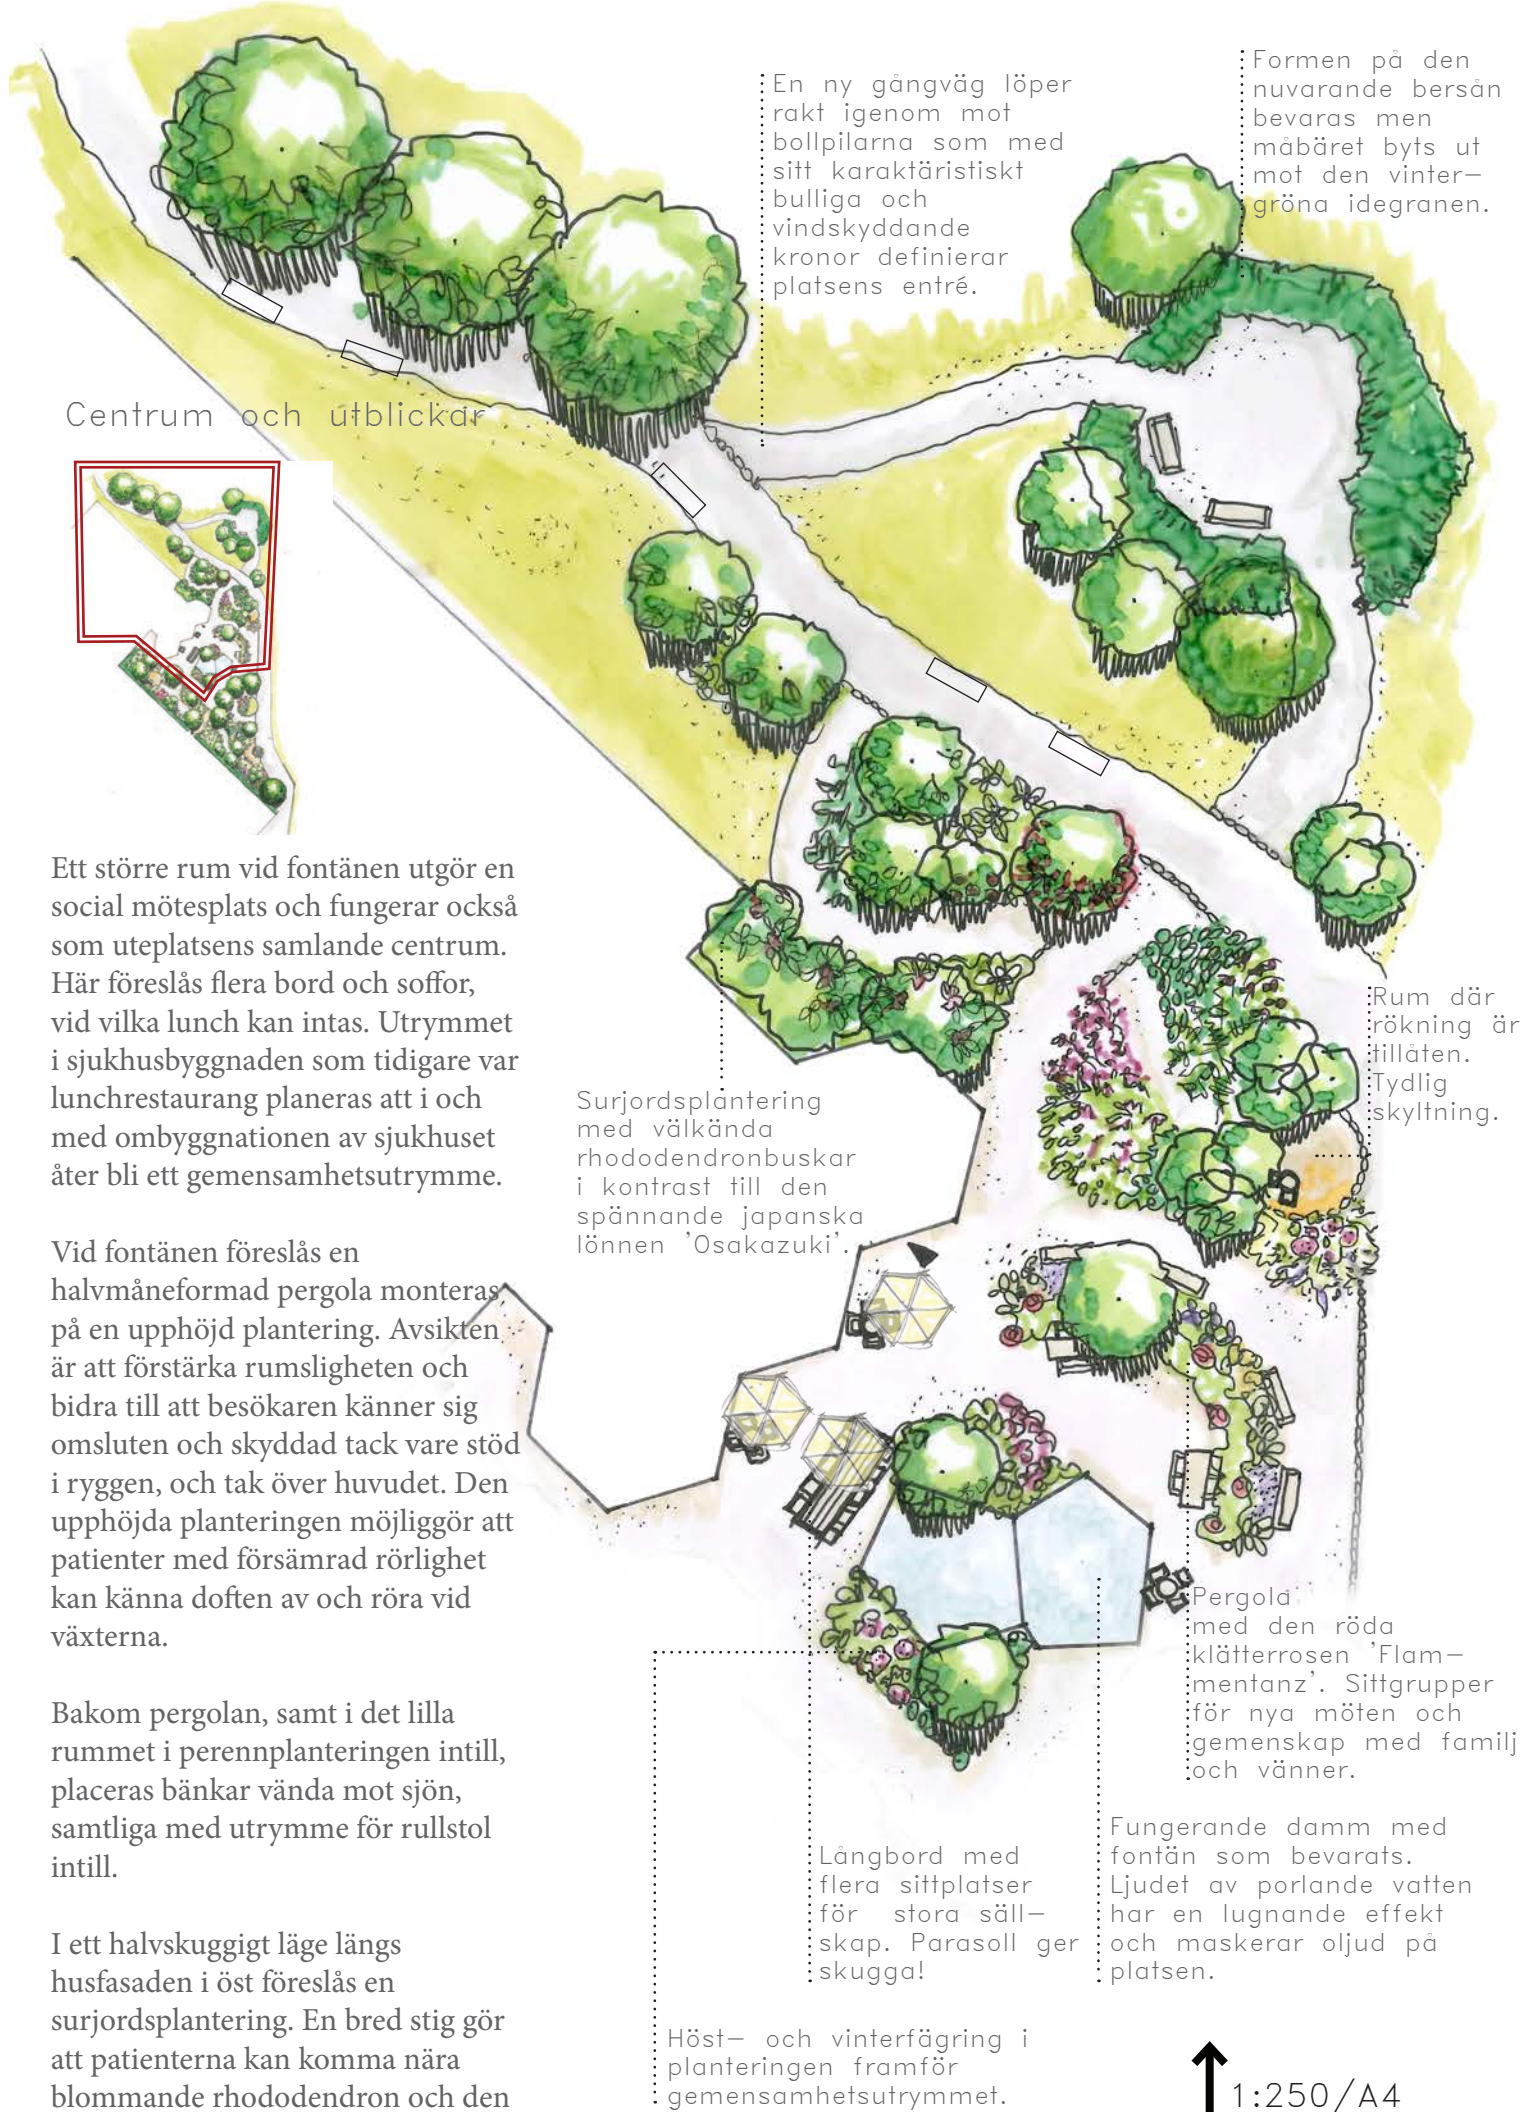 En ny gångväg löper
rakt igenom mot
bollpilarna som med
sitt karaktäristiskt
bulliga och
vindskyddande
kronor definierar
platsens entré.
Formen på den
nuvarande bersån
bevaras men
måbäret byts ut
mot den vinter–
gröna idegranen.
Centrum och utblickar
Ett större rum vid fontänen utgör en
social mötesplats och fungerar också
som uteplatsens samlande centrum.
Här föreslås flera bord och soffor,
vid vilka lunch kan intas. Utrymmet
i sjukhusbyggnaden som tidigare var
lunchrestaurang planeras att i och
med ombyggnationen av sjukhuset
åter bli ett gemensamhetsutrymme.
Vid fontänen föreslås en
halvmåneformad pergola monteras
på en upphöjd plantering. Avsikten
är att förstärka rumsligheten och
bidra till att besökaren känner sig
omsluten och skyddad tack vare stöd
i ryggen, och tak över huvudet. Den
upphöjda planteringen möjliggör att
patienter med försämrad rörlighet
kan känna doften av och röra vid
växterna.
Bakom pergolan, samt i det lilla
rummet i perennplanteringen intill,
placeras bänkar vända mot sjön,
samtliga med utrymme för rullstol
intill.
I ett halvskuggigt läge längs
husfasaden i öst föreslås en
surjordsplantering. En bred stig gör
att patienterna kan komma nära
blommande rhododendron och den
Surjordsplantering
med välkända
rhododendronbuskar
i kontrast till den
spännande japanska
lönnen 'Osakazuki'.
Rum där
rökning är
tillåten.
Tydlig
skyltning.
Pergola
med den röda
klätterrosen 'Flam–
mentanz'. Sittgrupper
för nya möten och
gemenskap med familj
och vänner.
Långbord med
flera sittplatser
för stora säll–
skap. Parasoll ger
skugga!
Fungerande damm med
fontän som bevarats.
Ljudet av porlande vatten
har en lugnande effekt
och maskerar oljud på
platsen.
Höst– och vinterfägring i
planteringen framför
gemensamhetsutrymmet.
1:250/A4